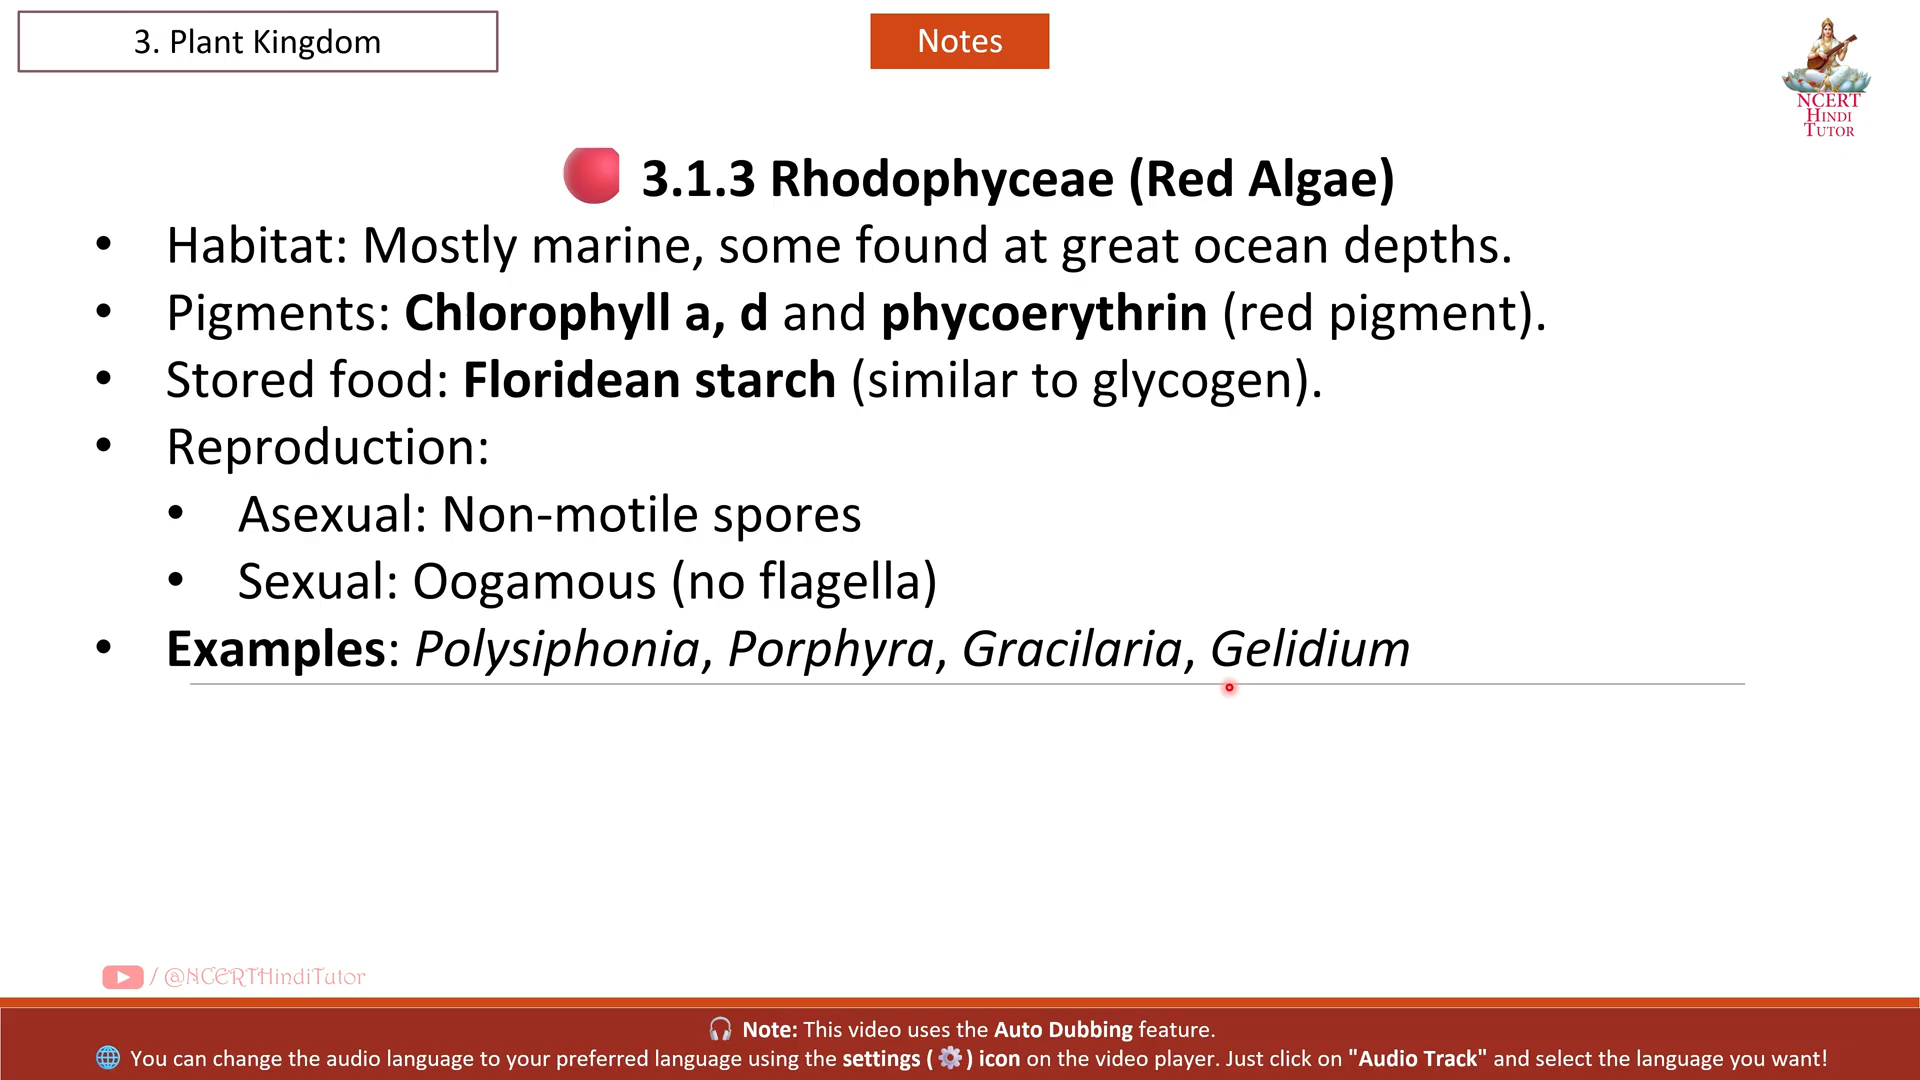 3. Plant Kingdom
Notes
NCERT
HINDI
TUTOR
3.1.3 Rhodophyceae (Red Algae)
• Habitat: Mostly marine, some found at great ocean depths.
• Pigments: Chlorophyll a, d and phycoerythrin (red pigment).
• Stored food: Floridean starch (similar to glycogen).
• Reproduction:
• Asexual: Non-motile spores
• Sexual: Oogamous (no flagella)
• Examples: Polysiphonia, Porphyra, Gracilaria, Gelidium
/ @NCERTHindiTutor
🎧 Note: This video uses the Auto Dubbing feature.
🌐 You can change the audio language to your preferred language using the settings (⚙️) icon on the video player. Just click on "Audio Track" and select the language you want!